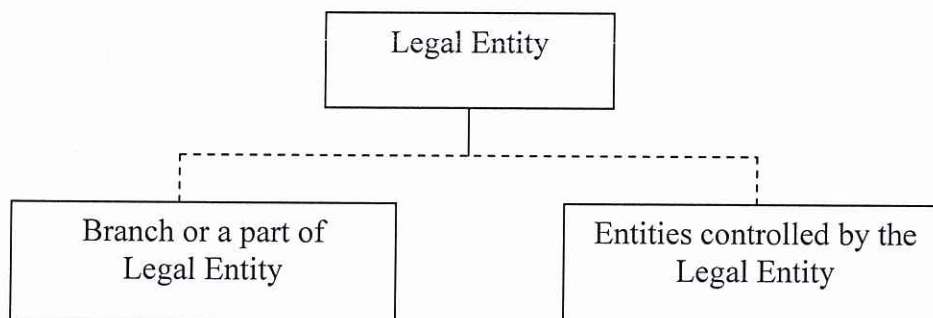 Legal Entity
Branch or a part of
Legal Entity
Entities controlled by the
Legal Entity